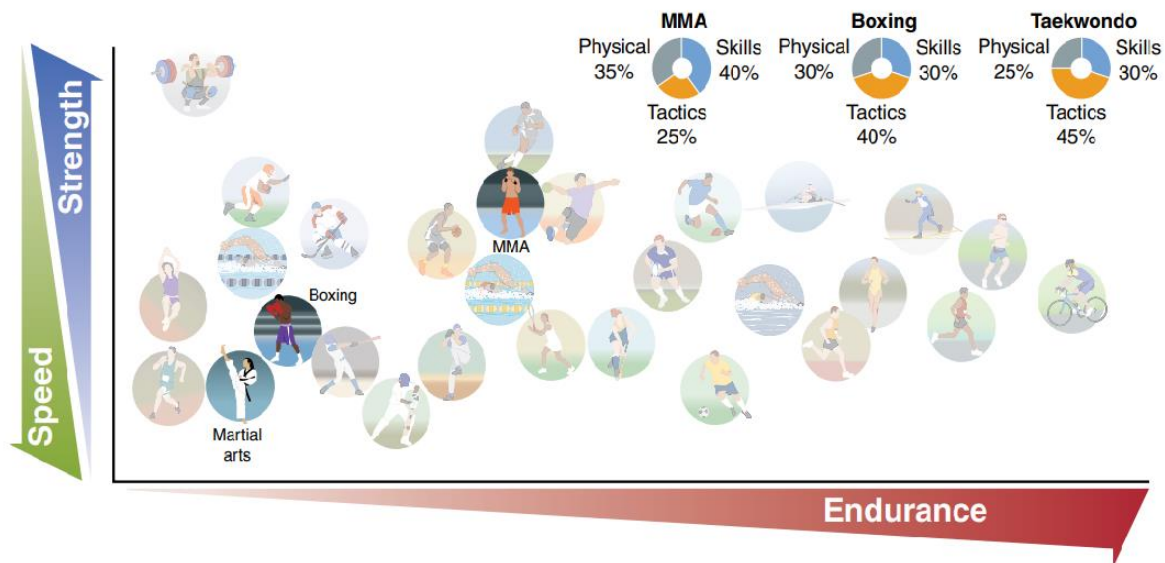 MMA
Boxing
Taekwondo
Physical
35%
Skills
40%
Tactics
25%
Physical
30%
Skills
30%
Tactics
40%
Physical
25%
Skills
30%
Tactics
45%
Strength
Speed
MMA
Boxing
Martial
arts
Endurance